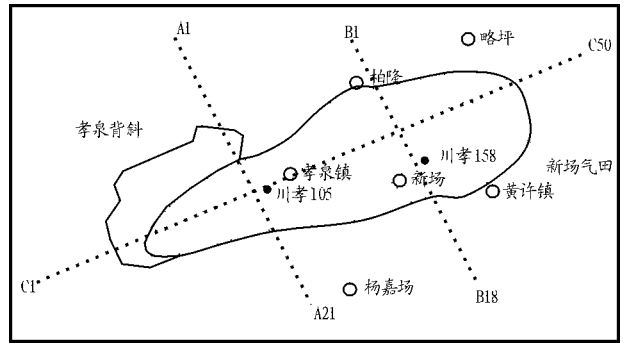 A1
B1
略坪
C50
柏隆
孝泉背斜
川孝158
新场气田
孝泉镇
新场
川孝105
黄许镇
C1
杨嘉场
B18
A21